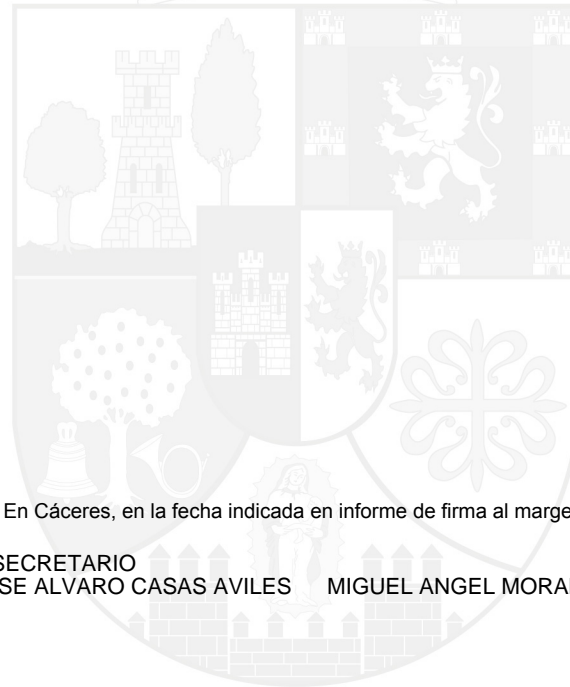 En Cáceres, en la fecha indicada en informe de firma al marge
SECRETARIO
SE ALVARO CASAS AVILES MIGUEL ANGEL MORA